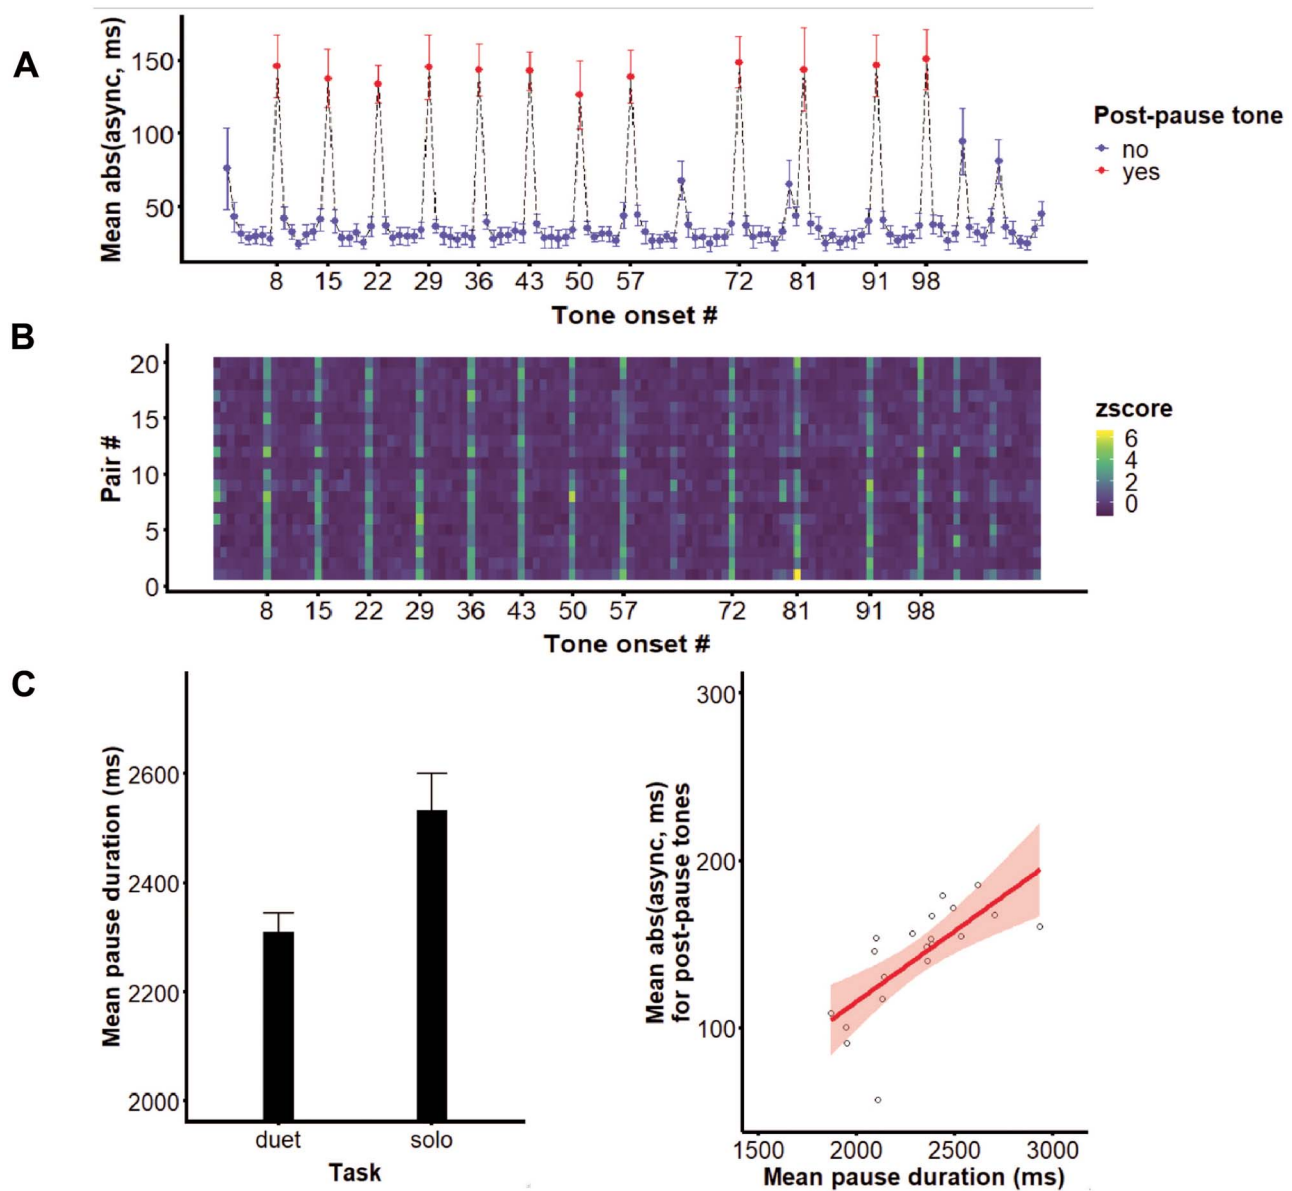 A
Mean abs(async, ms)
150
100
50
8 15 22 29 36 43 50 57 72 81 91 98
Tone onset #
Post-pause tone
no
yes
B
Pair #
20
15
10
5
0
8 15 22 29 36 43 50 57 72 81 91 98
Tone onset #
zscore
6
4
2
0
C
Mean pause duration (ms)
2600
2400
2200
2000
duet solo
Task
Mean abs(async, ms)
for post-pause tones
300
200
100
1500 2000 2500 3000
Mean pause duration (ms)